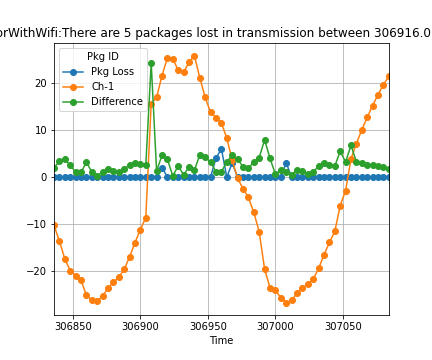 orWithWifi:There are 5 packages lost in transmission between 306916.0
Pkg ID
Pkg Loss
Ch-1
Difference
20
10
0
−10
−20
306850 306900 306950 307000 307050
Time